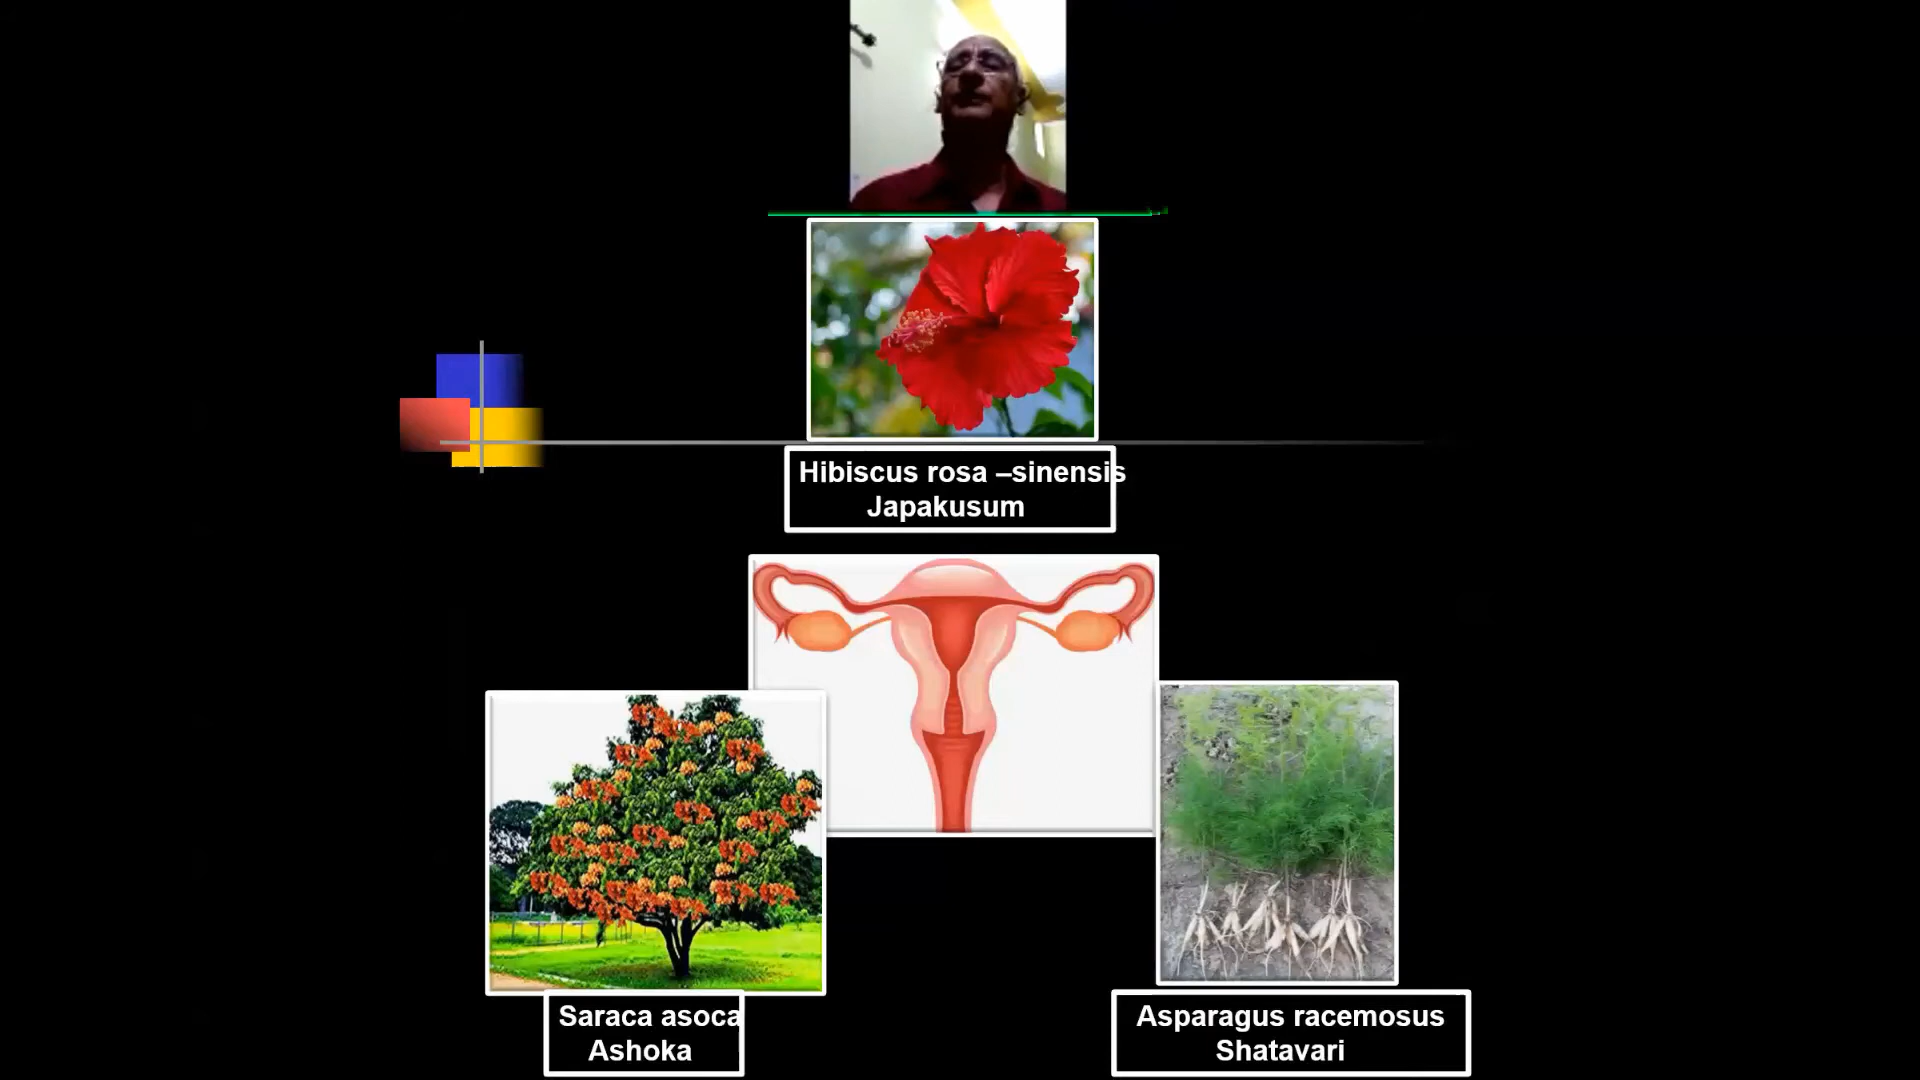 Hibiscus rosa –sinensis
Japakusum
Saraca asoca
Ashoka
Asparagus racemosus
Shatavari